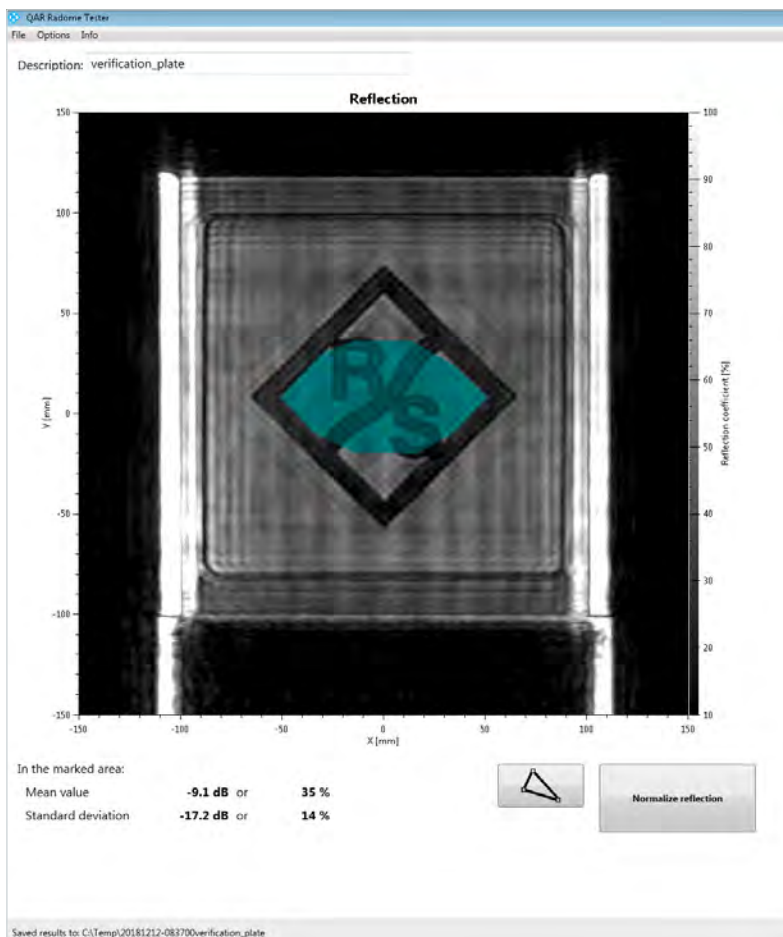 QAR Radome Tester
File Options Info
Description: verification_plate
Reflection
150
100
50
0
-50
-100
-150
Y [mm]
R
S
-150 -100 -50 0 50 100 150
X [mm]
100
90
80
70
60
50
40
30
20
10
Reflection coefficient [%]
In the marked area:
Mean value -9.1 dB or 35 %
Standard deviation -17.2 dB or 14 %
Normalize reflection
Saved results to: C:\Temp\20181212-083700verification_plate